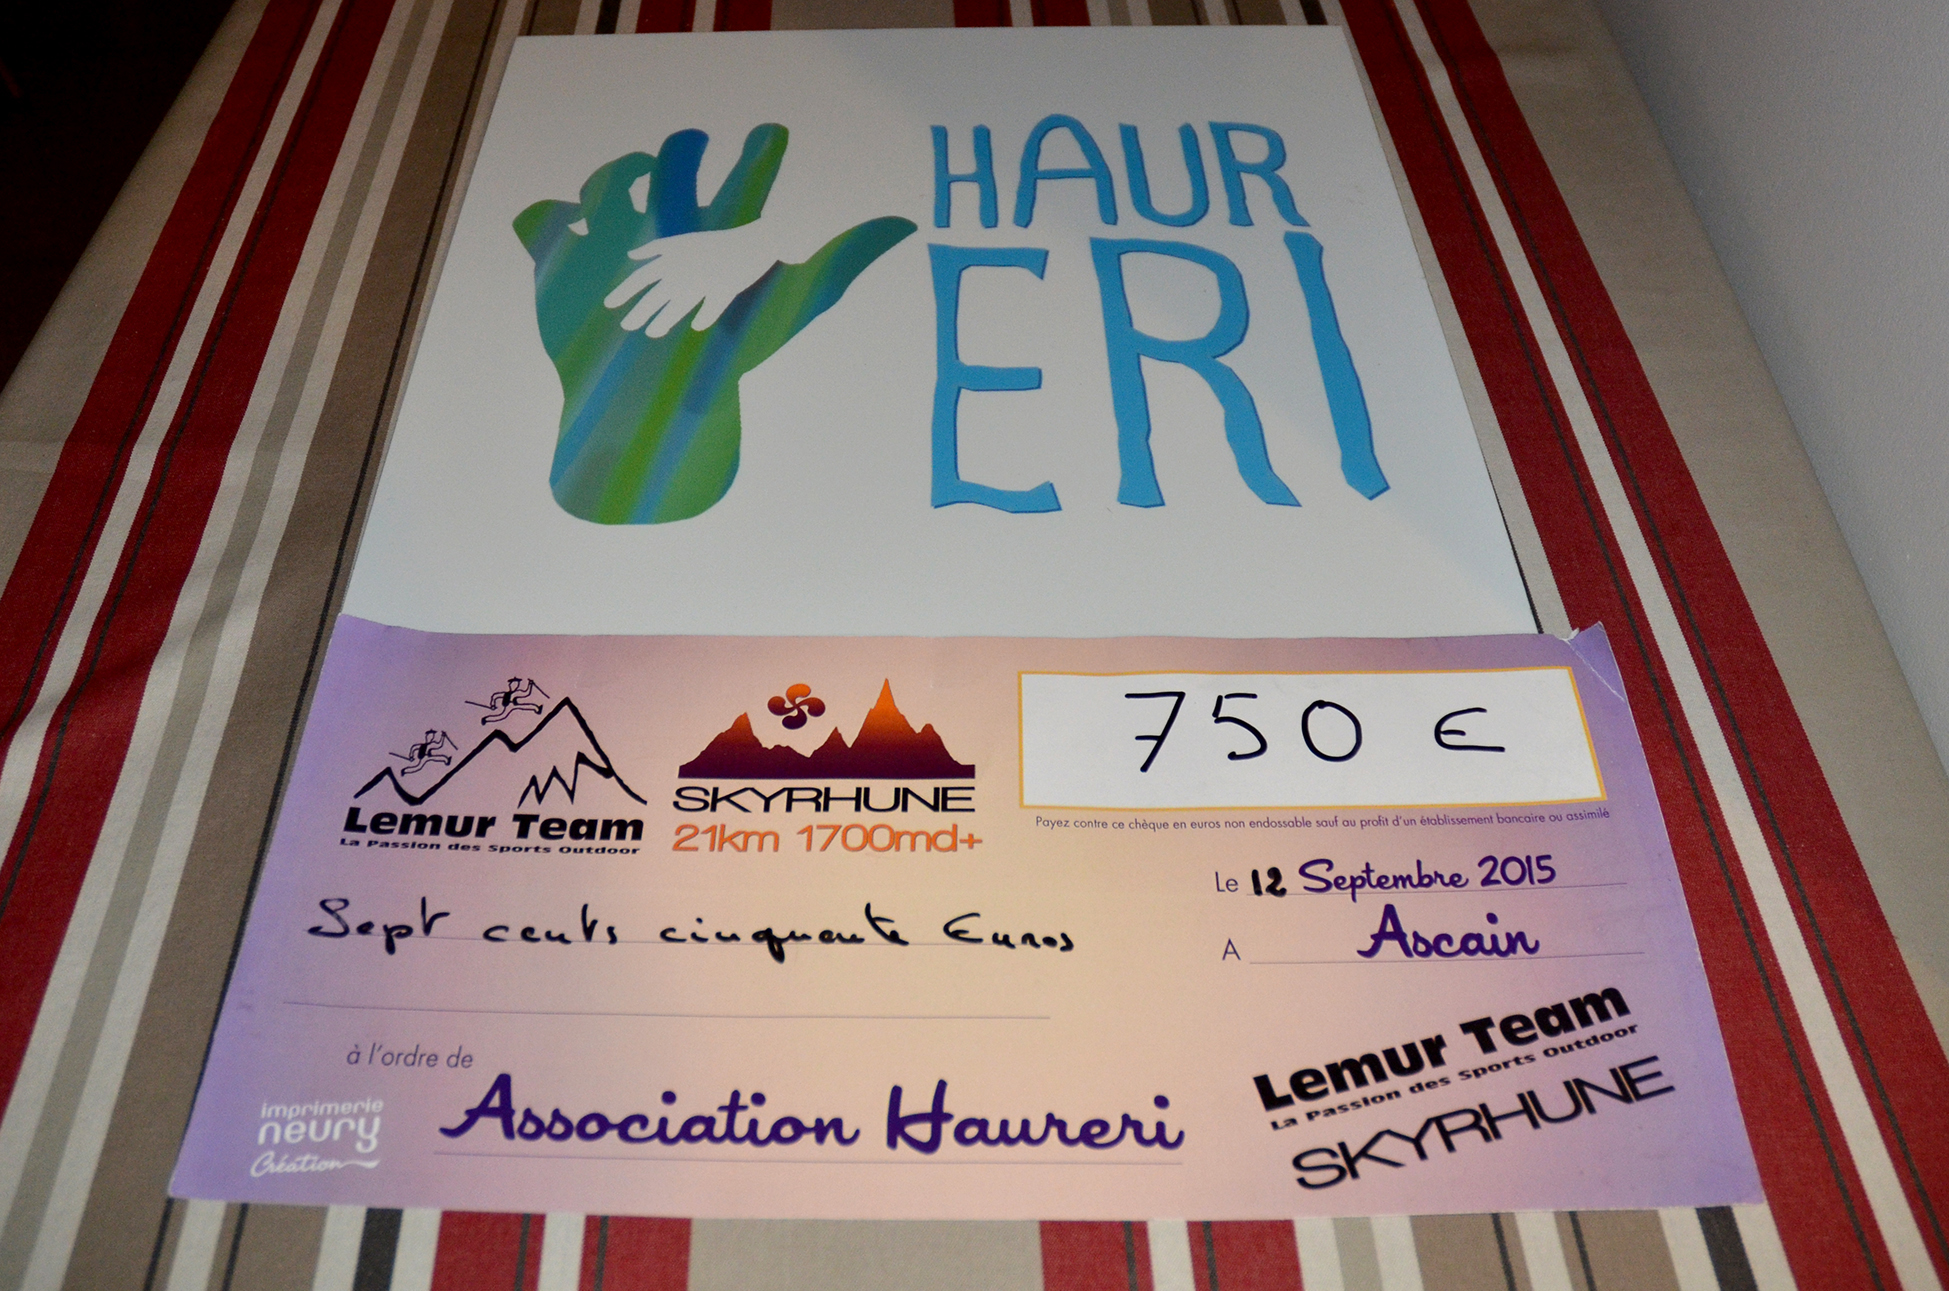 HAUR
ERI
Lemur Team
La Passion des Sports Outdoor
SKYRHUNE
21km 1700md+
750 €
Payez contre ce chèque en euros non endossable sauf au profit d'un établissement bancaire ou assimilé
Le 12 Septembre 2015
Sept cents cinquante Euros
A Ascain
à l'ordre de
Association Haureri
imprimerie
neury
Création
Lemur Team
La Passion des Sports Outdoor
SKYRHUNE